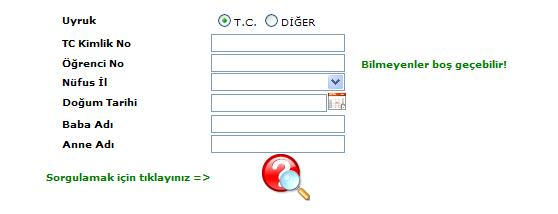 Uyruk T.C. DİĞER
TC Kimlik No
Öğrenci No Bilmeyenler boş geçebilir!
Nüfus İl
Doğum Tarihi
Baba Adı
Anne Adı
Sorgulamak için tıklayınız =>